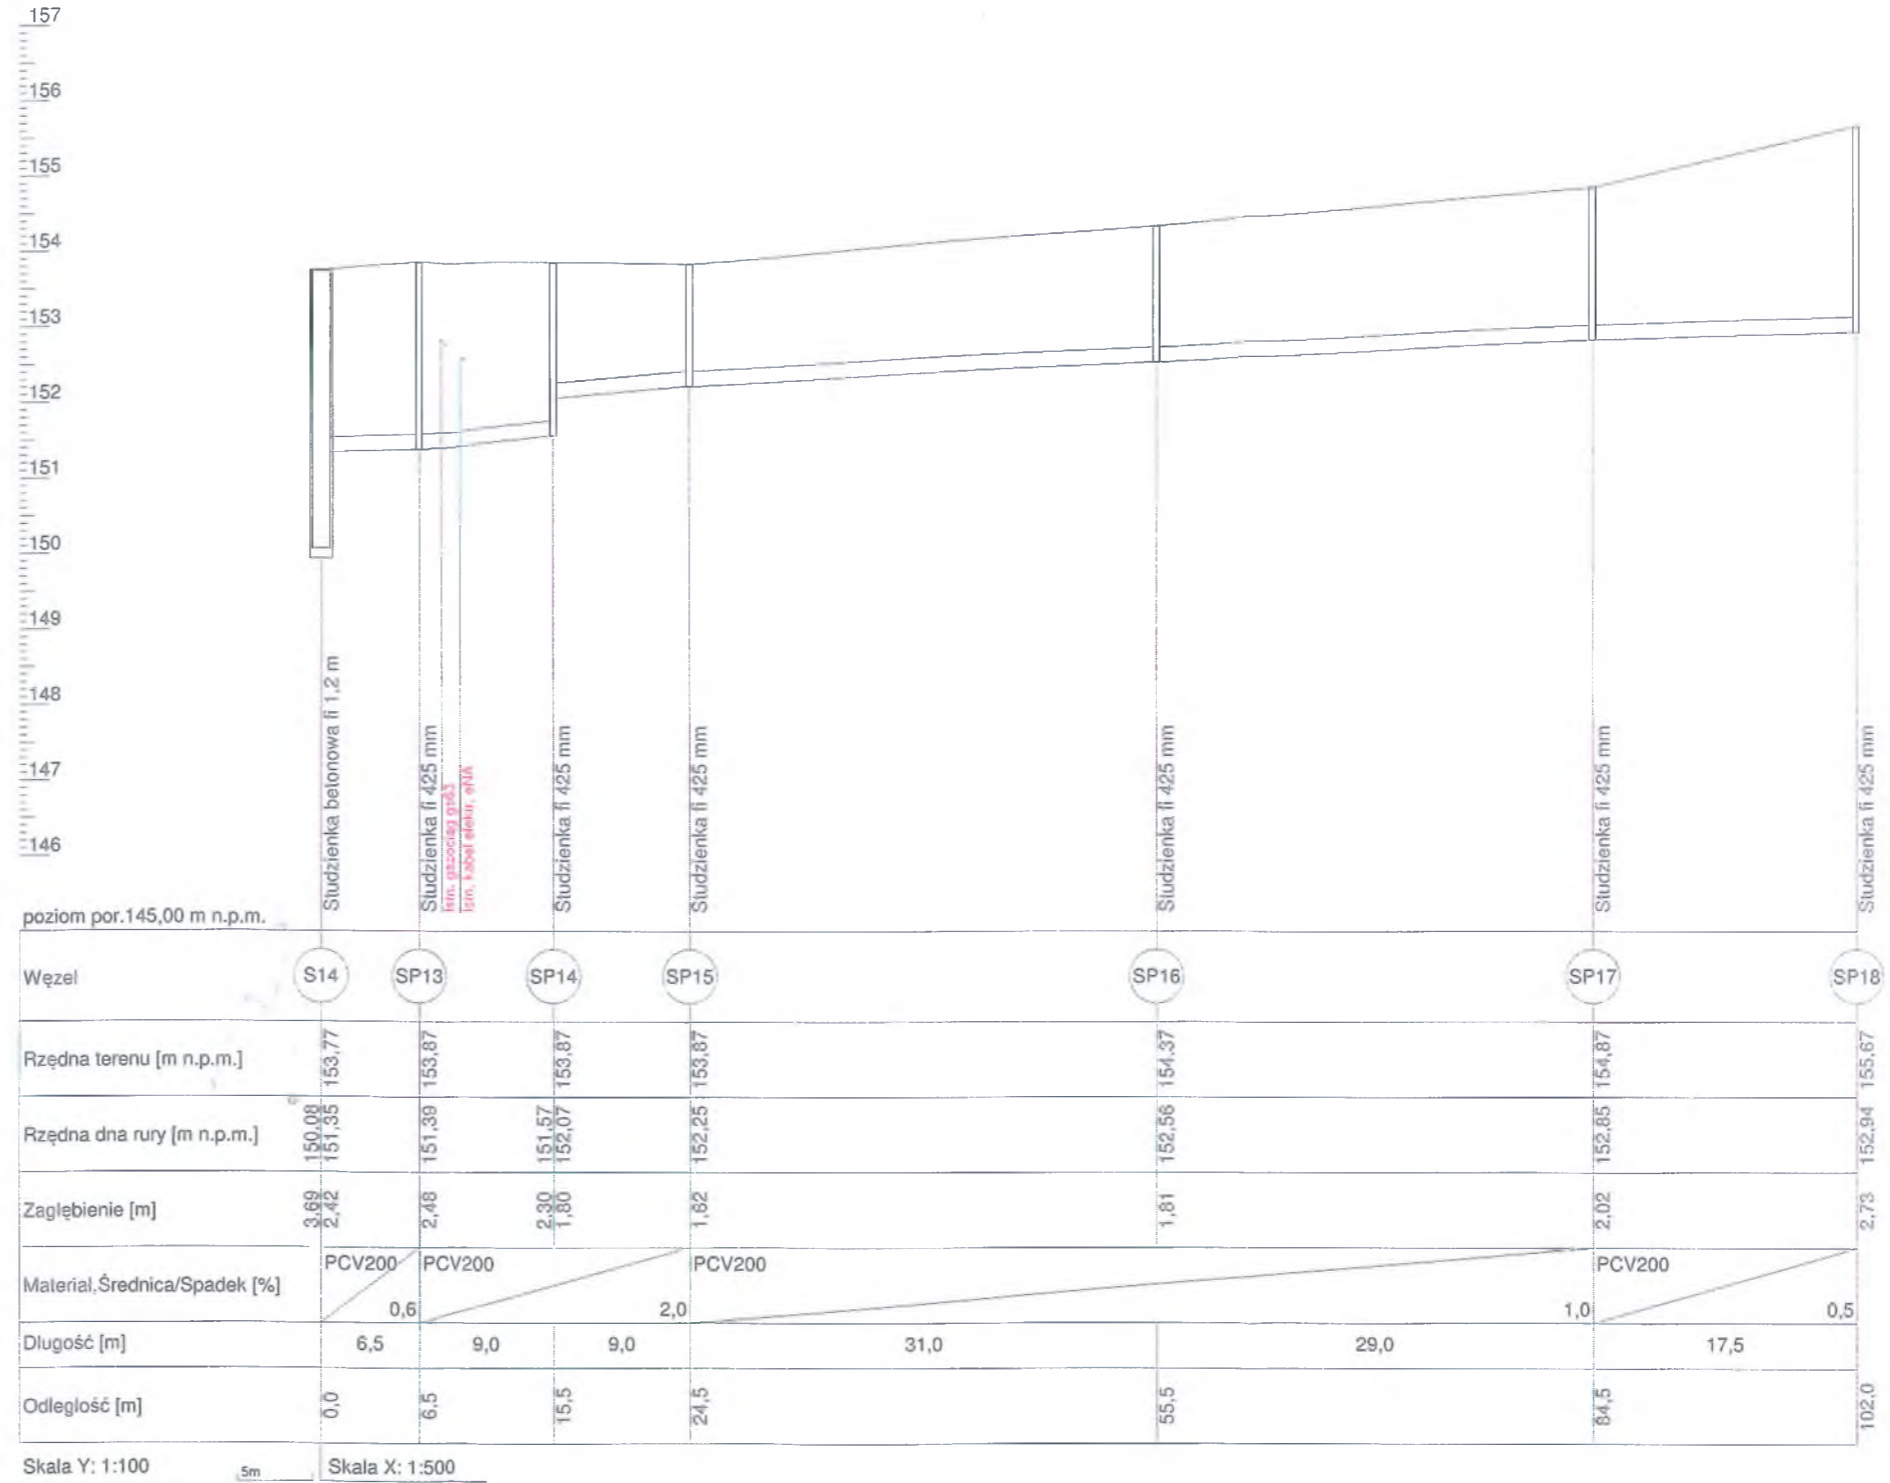 157
156
155
154
153
152
151
150
149
148
147
146
Studzienka betonowa fi 1,2 m
Studzienka fi 425 mm
istn. gazociąg gs63
istn. kabel elektr. eNA
Studzienka fi 425 mm
Studzienka fi 425 mm
Studzienka fi 425 mm
Studzienka fi 425 mm
Studzienka fi 425 mm
poziom por.145,00 m n.p.m.
Węzeł S14 SP13 SP14 SP15 SP16 SP17 SP18
Rzędna terenu [m n.p.m.] 153,77 153,87 153,87 153,87 154,37 154,87 155,67
Rzędna dna rury [m n.p.m.] 150,08 151,35 151,39 151,57 152,07 152,25 152,56 152,85 152,94
Zagłębienie [m] 3,69 2,42 2,48 2,30 1,80 1,62 1,81 2,02 2,73
Materiał,Średnica/Spadek [%] PCV200 0,6 PCV200 2,0 PCV200 1,0 PCV200 0,5
Długość [m] 6,5 9,0 9,0 31,0 29,0 17,5
Odległość [m] 0,0 6,5 15,5 24,5 55,5 84,5 102,0
Skala Y: 1:100 5m Skala X: 1:500